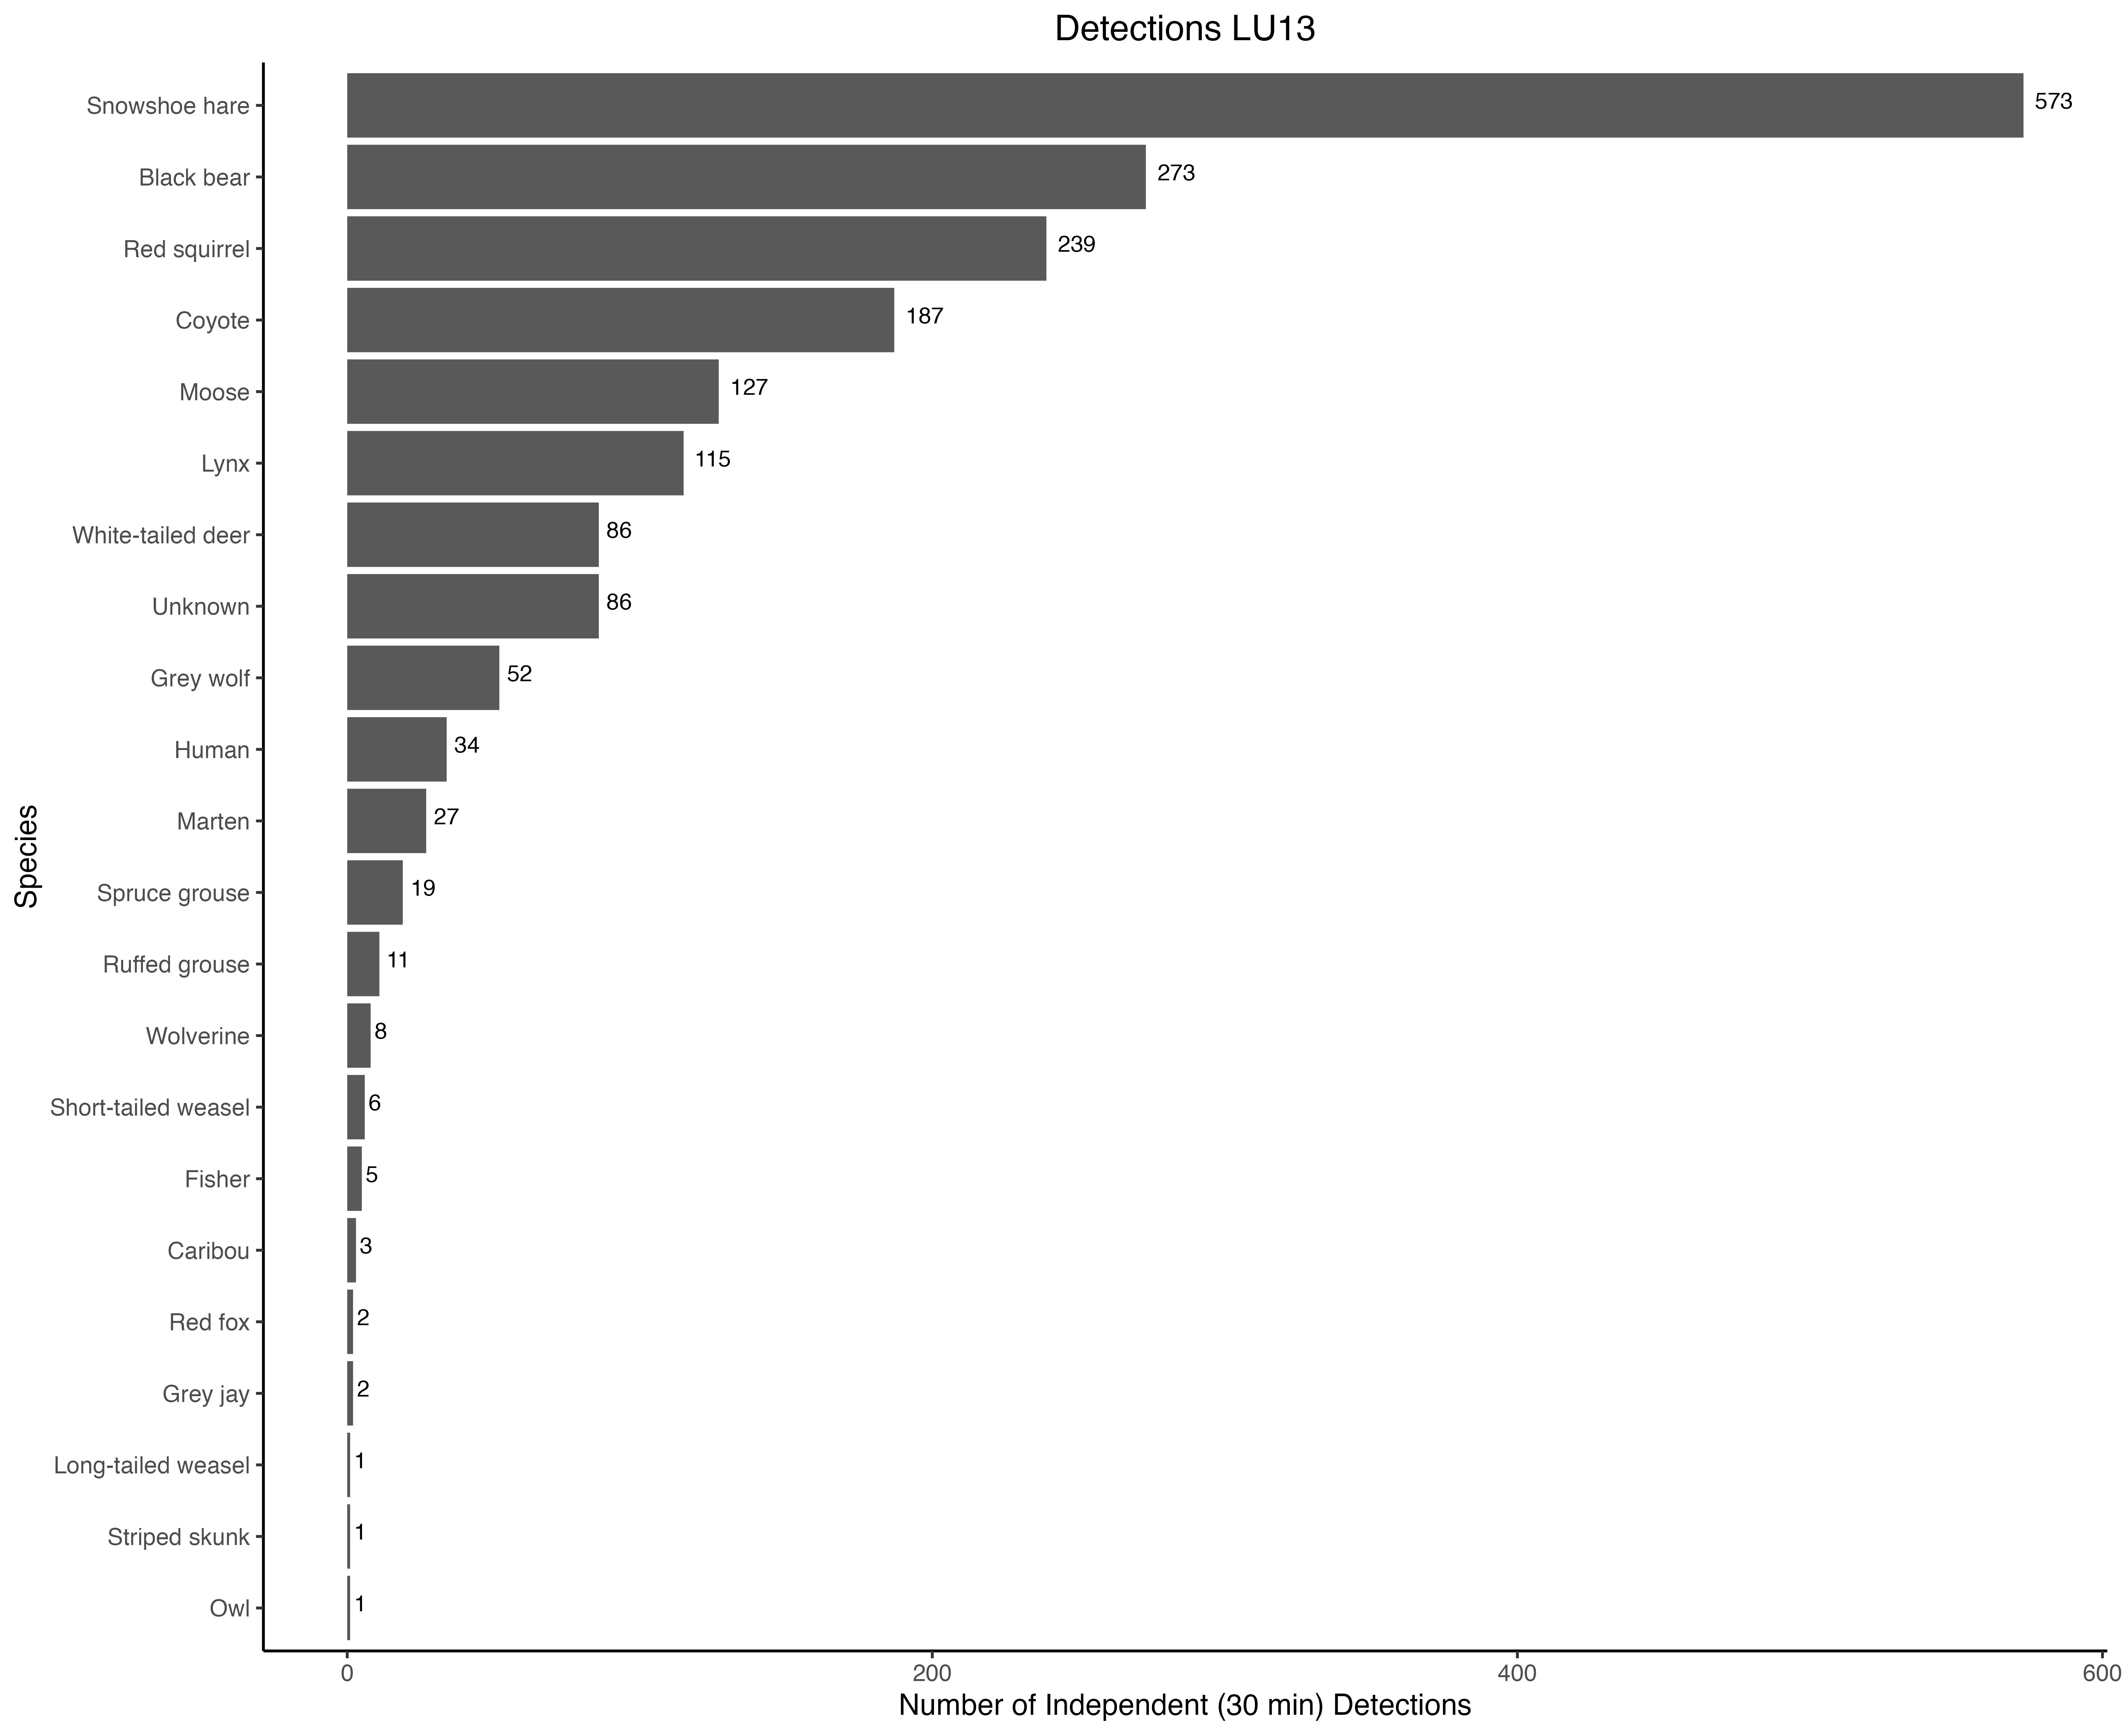 Detections LU13
Snowshoe hare 573
Black bear 273
Red squirrel 239
Coyote 187
Moose 127
Lynx 115
White-tailed deer 86
Unknown 86
Grey wolf 52
Human 34
Marten 27
Spruce grouse 19
Ruffed grouse 11
Wolverine 8
Short-tailed weasel 6
Fisher 5
Caribou 3
Red fox 2
Grey jay 2
Long-tailed weasel 1
Striped skunk 1
Owl 1
Species
0 200 400 600
Number of Independent (30 min) Detections